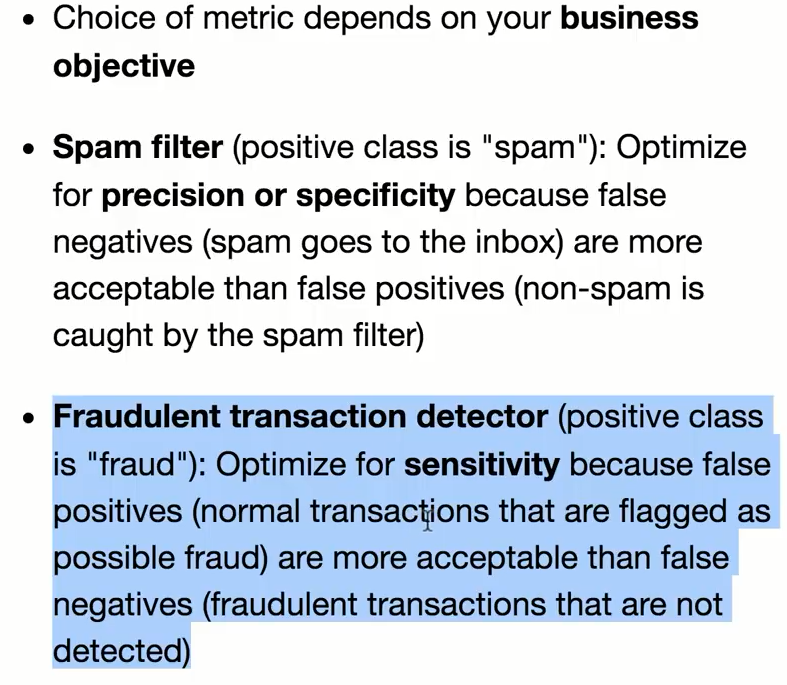 • Choice of metric depends on your business
objective
• Spam filter (positive class is "spam"): Optimize
for precision or specificity because false
negatives (spam goes to the inbox) are more
acceptable than false positives (non-spam is
caught by the spam filter)
• Fraudulent transaction detector (positive class
is "fraud"): Optimize for sensitivity because false
positives (normal transactions that are flagged as
possible fraud) are more acceptable than false
negatives (fraudulent transactions that are not
detected)